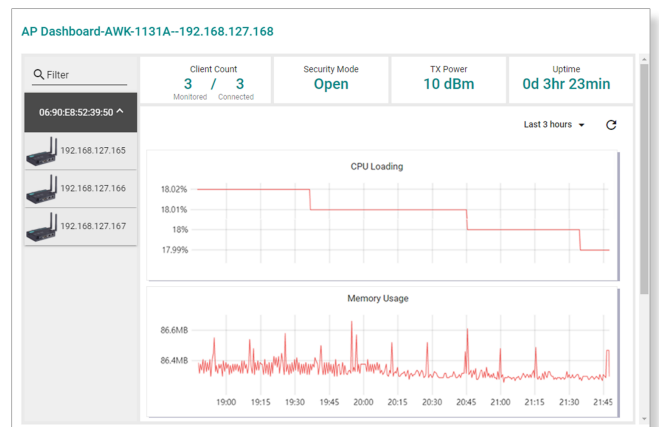 AP Dashboard-AWK-1131A--192.168.127.168
Filter
06:90:E8:52:39:50
192.168.127.165
192.168.127.166
192.168.127.167
Client Count
3 / 3
Monitored Connected
Security Mode
Open
TX Power
10 dBm
Uptime
0d 3hr 23min
Last 3 hours
CPU Loading
18.02%
18.01%
18%
17.99%
Memory Usage
86.6MB
86.4MB
19:00 19:15 19:30 19:45 20:00 20:15 20:30 20:45 21:00 21:15 21:30 21:45